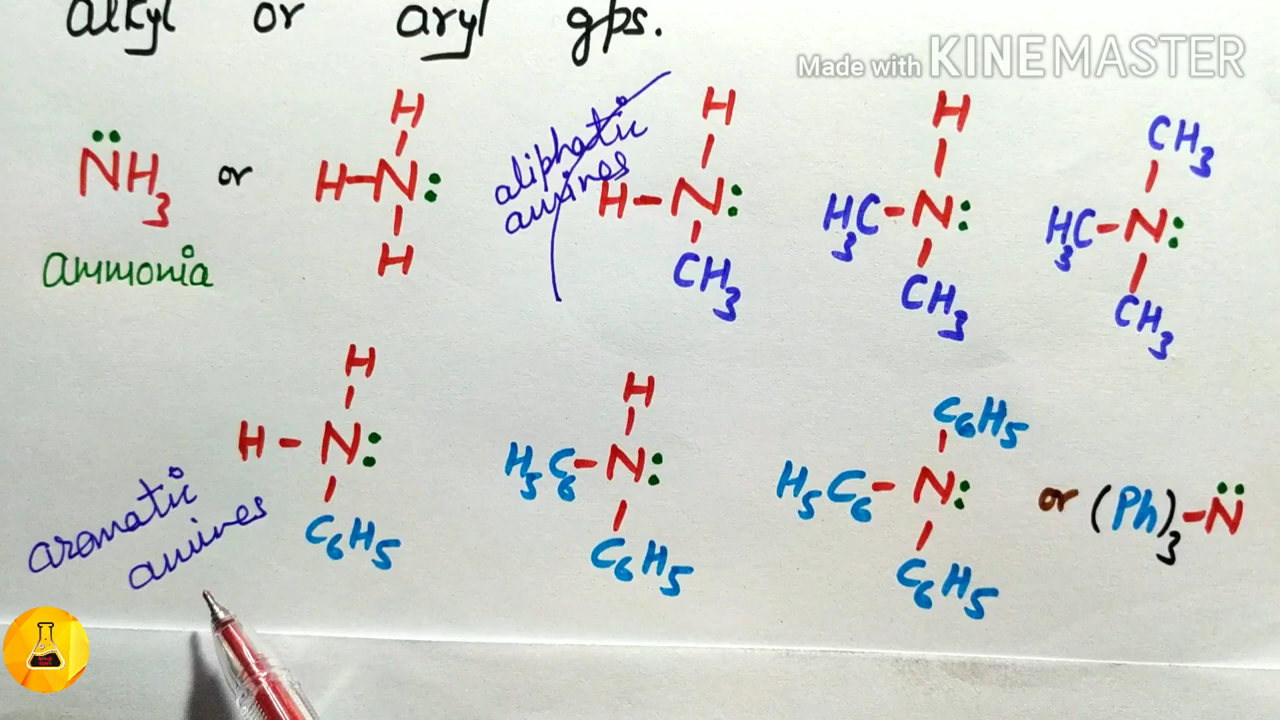 alkyl or aryl gps.
Made with KINEMASTER
N̈H₃ or H–N: H H
ammonia
aliphatic
amines
H H–N: CH₃
H H₃C–N: CH₃
CH₃ H₃C–N: CH₃
aromatic
amines
H H–N: C₆H₅
H H₅C₆–N: C₆H₅
C₆H₅ H₅C₆–N: C₆H₅ or (Ph)₃–N̈